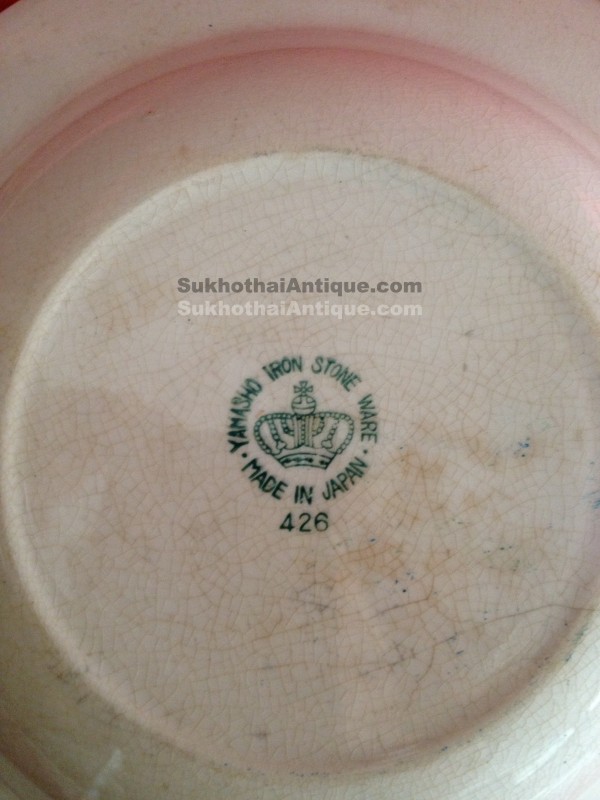 SukhothaiAntique.com
SukhothaiAntique.com
YAMASHO IRON STONE WARE
• MADE IN JAPAN •
426